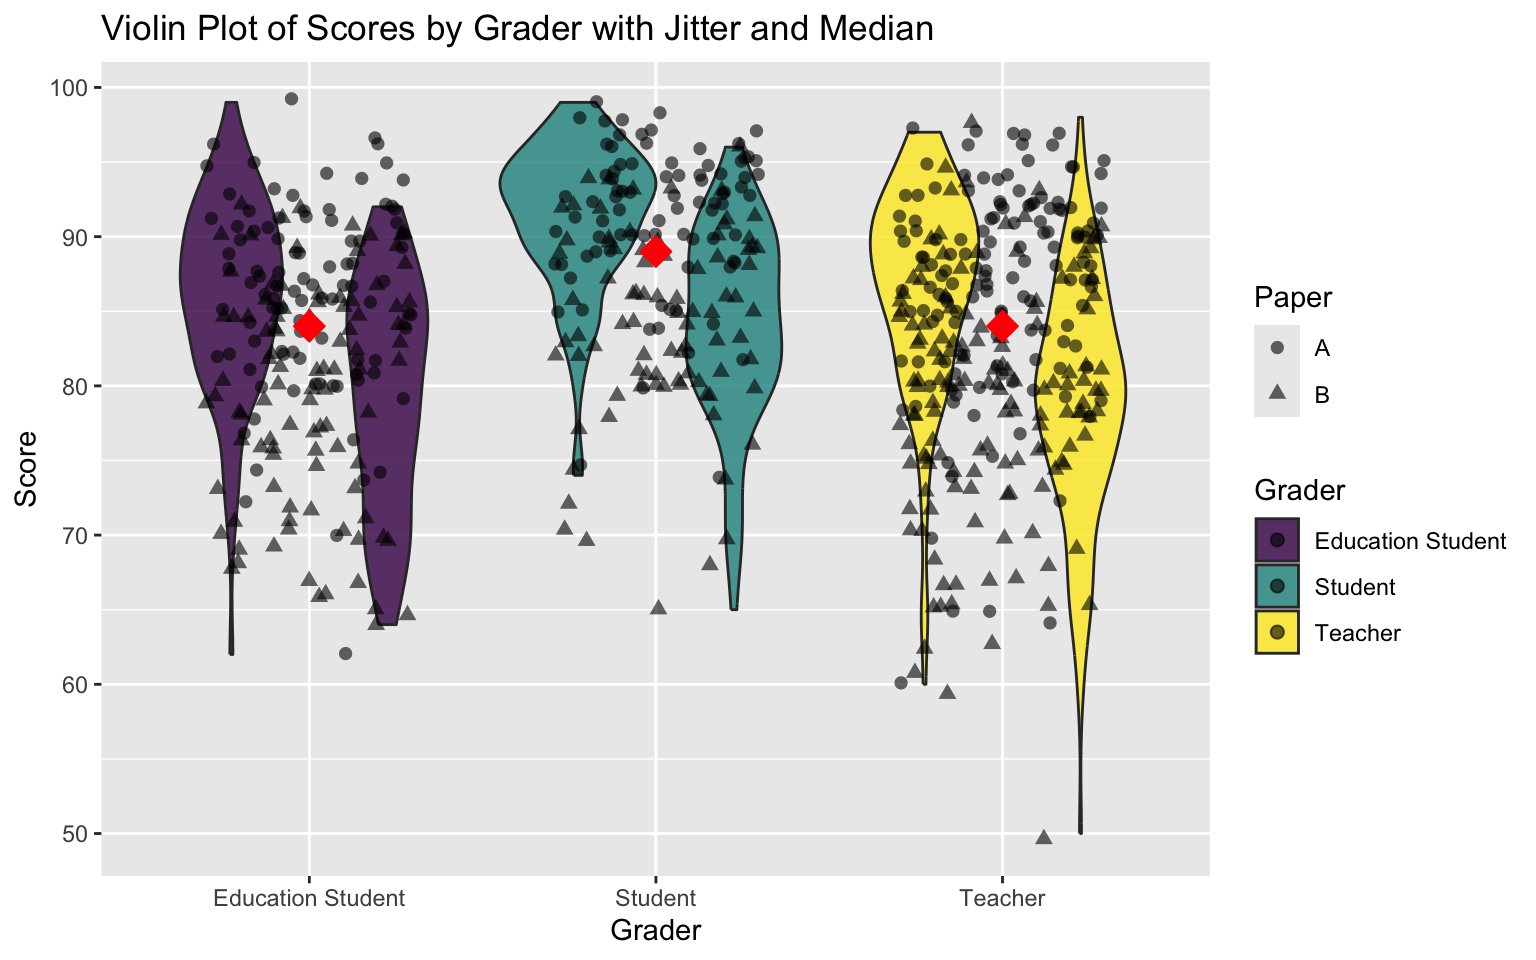 Violin Plot of Scores by Grader with Jitter and Median
Score
100
90
80
70
60
50
Education Student
Student
Teacher
Grader
Paper
A
B
Grader
Education Student
Student
Teacher